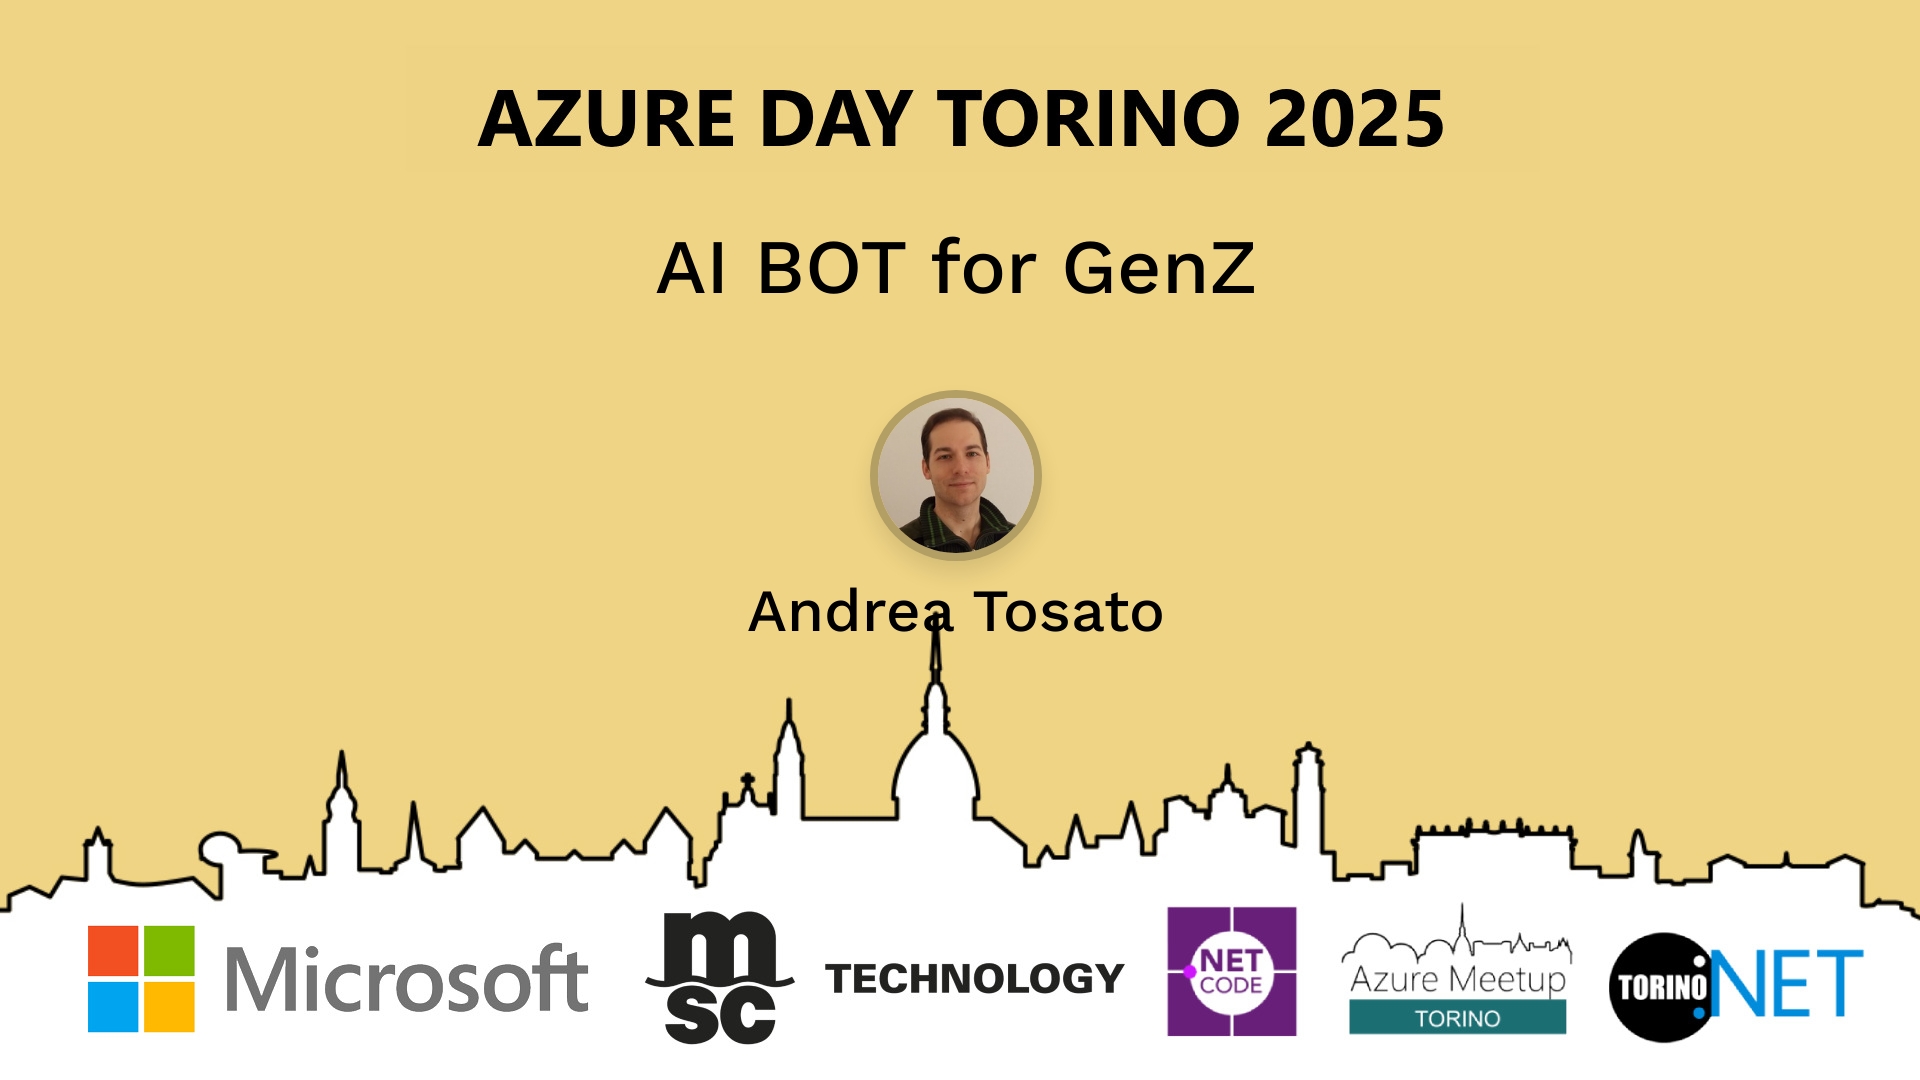 AZURE DAY TORINO 2025
AI BOT for GenZ
Andrea Tosato
Microsoft
msc TECHNOLOGY
NET
CODE
Azure Meetup
TORINO
TORINO NET